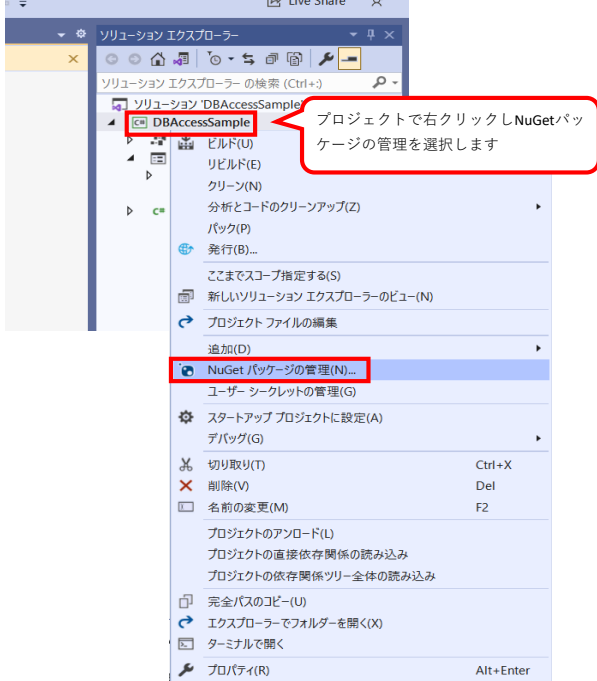 Live Share
ソリューション エクスプローラー
ソリューション エクスプローラー の検索 (Ctrl+:)
ソリューション 'DBAccessSample'
DBAccessSample
プロジェクトで右クリックしNuGetパッ
ケージの管理を選択します
ビルド(U)
リビルド(E)
クリーン(N)
分析とコードのクリーンアップ(Z)
パック(P)
発行(B)...
ここまでスコープ指定する(S)
新しいソリューション エクスプローラーのビュー(N)
プロジェクト ファイルの編集
追加(D)
NuGet パッケージの管理(N)...
ユーザー シークレットの管理(G)
スタートアップ プロジェクトに設定(A)
デバッグ(G)
切り取り(T) Ctrl+X
削除(V) Del
名前の変更(M) F2
プロジェクトのアンロード(L)
プロジェクトの直接依存関係の読み込み
プロジェクトの依存関係ツリー全体の読み込み
完全パスのコピー(U)
エクスプローラーでフォルダーを開く(X)
ターミナルで開く
プロパティ(R) Alt+Enter